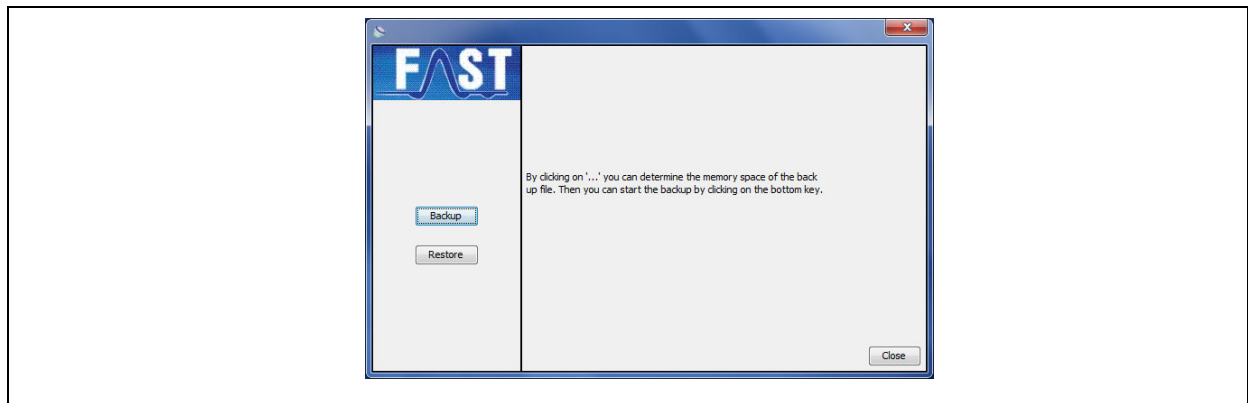 FAST
By clicking on '...' you can determine the memory space of the back
up file. Then you can start the backup by clicking on the bottom key.
Backup
Restore
Close